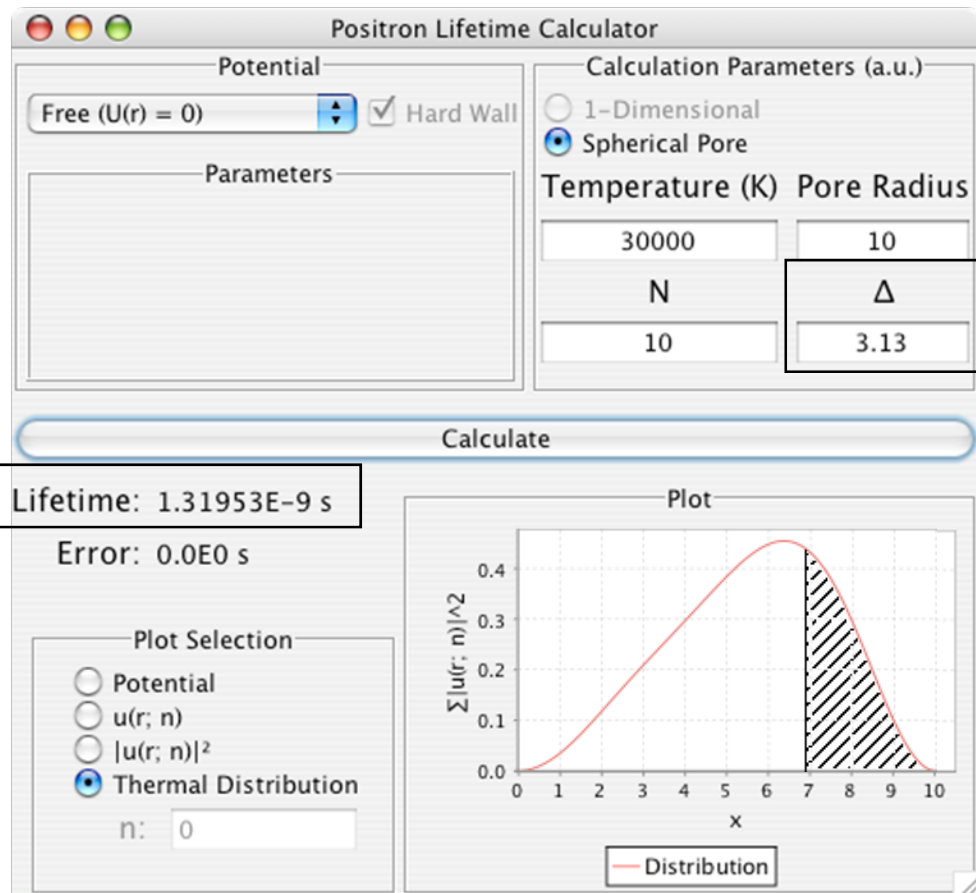 Positron Lifetime Calculator
Potential
Free (U(r) = 0)
Hard Wall
Parameters
Calculation Parameters (a.u.)
1-Dimensional
Spherical Pore
Temperature (K) Pore Radius
30000 10
N Δ
10 3.13
Calculate
Lifetime: 1.31953E-9 s
Error: 0.0E0 s
Plot Selection
Potential
u(r; n)
|u(r; n)|²
Thermal Distribution
n: 0
Plot
Σ|u(r; n)|^2
0.4
0.3
0.2
0.1
0.0
0 1 2 3 4 5 6 7 8 9 10
x
Distribution